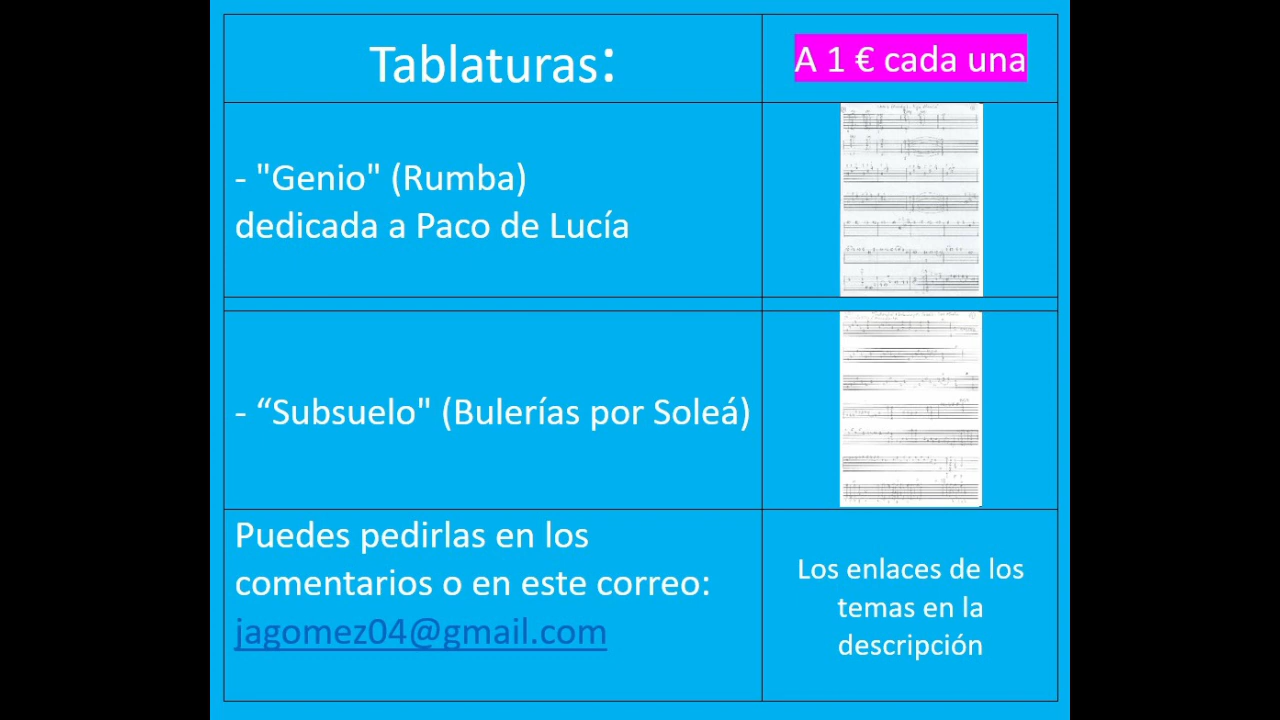 Tablaturas:
A 1 € cada una
- "Genio" (Rumba)
dedicada a Paco de Lucía
- “Subsuelo" (Bulerías por Soleá)
Puedes pedirlas en los
comentarios o en este correo:
jagomez04@gmail.com
Los enlaces de los
temas en la
descripción